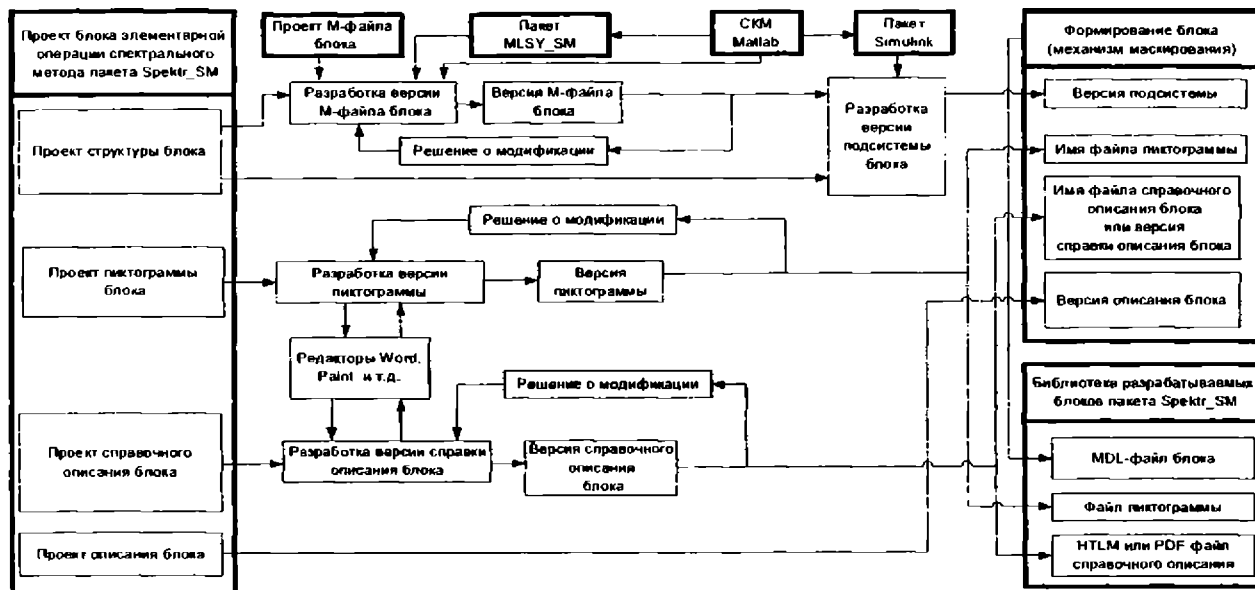 Проект блока элементарной
операции спектрального
метода пакета Spektr_SM
Проект структуры блока
Проект пиктограммы
блока
Проект справочного
описания блока
Проект описания блока
Проект М-файла
блока
Пакет
MLSY_SM
СКМ
Matlab
Пакет
Simulink
Разработка версии
М-файла блока
Версия М-файла
блока
Решение о модификации
Разработка
версии
подсистемы
блока
Решение о модификации
Разработка версии
пиктограммы
Версия
пиктограммы
Редакторы Word,
Paint и т.д.
Решение о модификации
Разработка версии справки
описания блока
Версия справочного
описания
блока
Формирование блока
(механизм маскирования)
Версия подсистемы
Имя файла пиктограммы
Имя файла справочного
описания блока
или версия
справки описания блока
Версия описания блока
Библиотека разрабатываемых
блоков пакета Spektr_SM
MDL-файл блока
Файл пиктограммы
HTLM или PDF файл
справочного описания